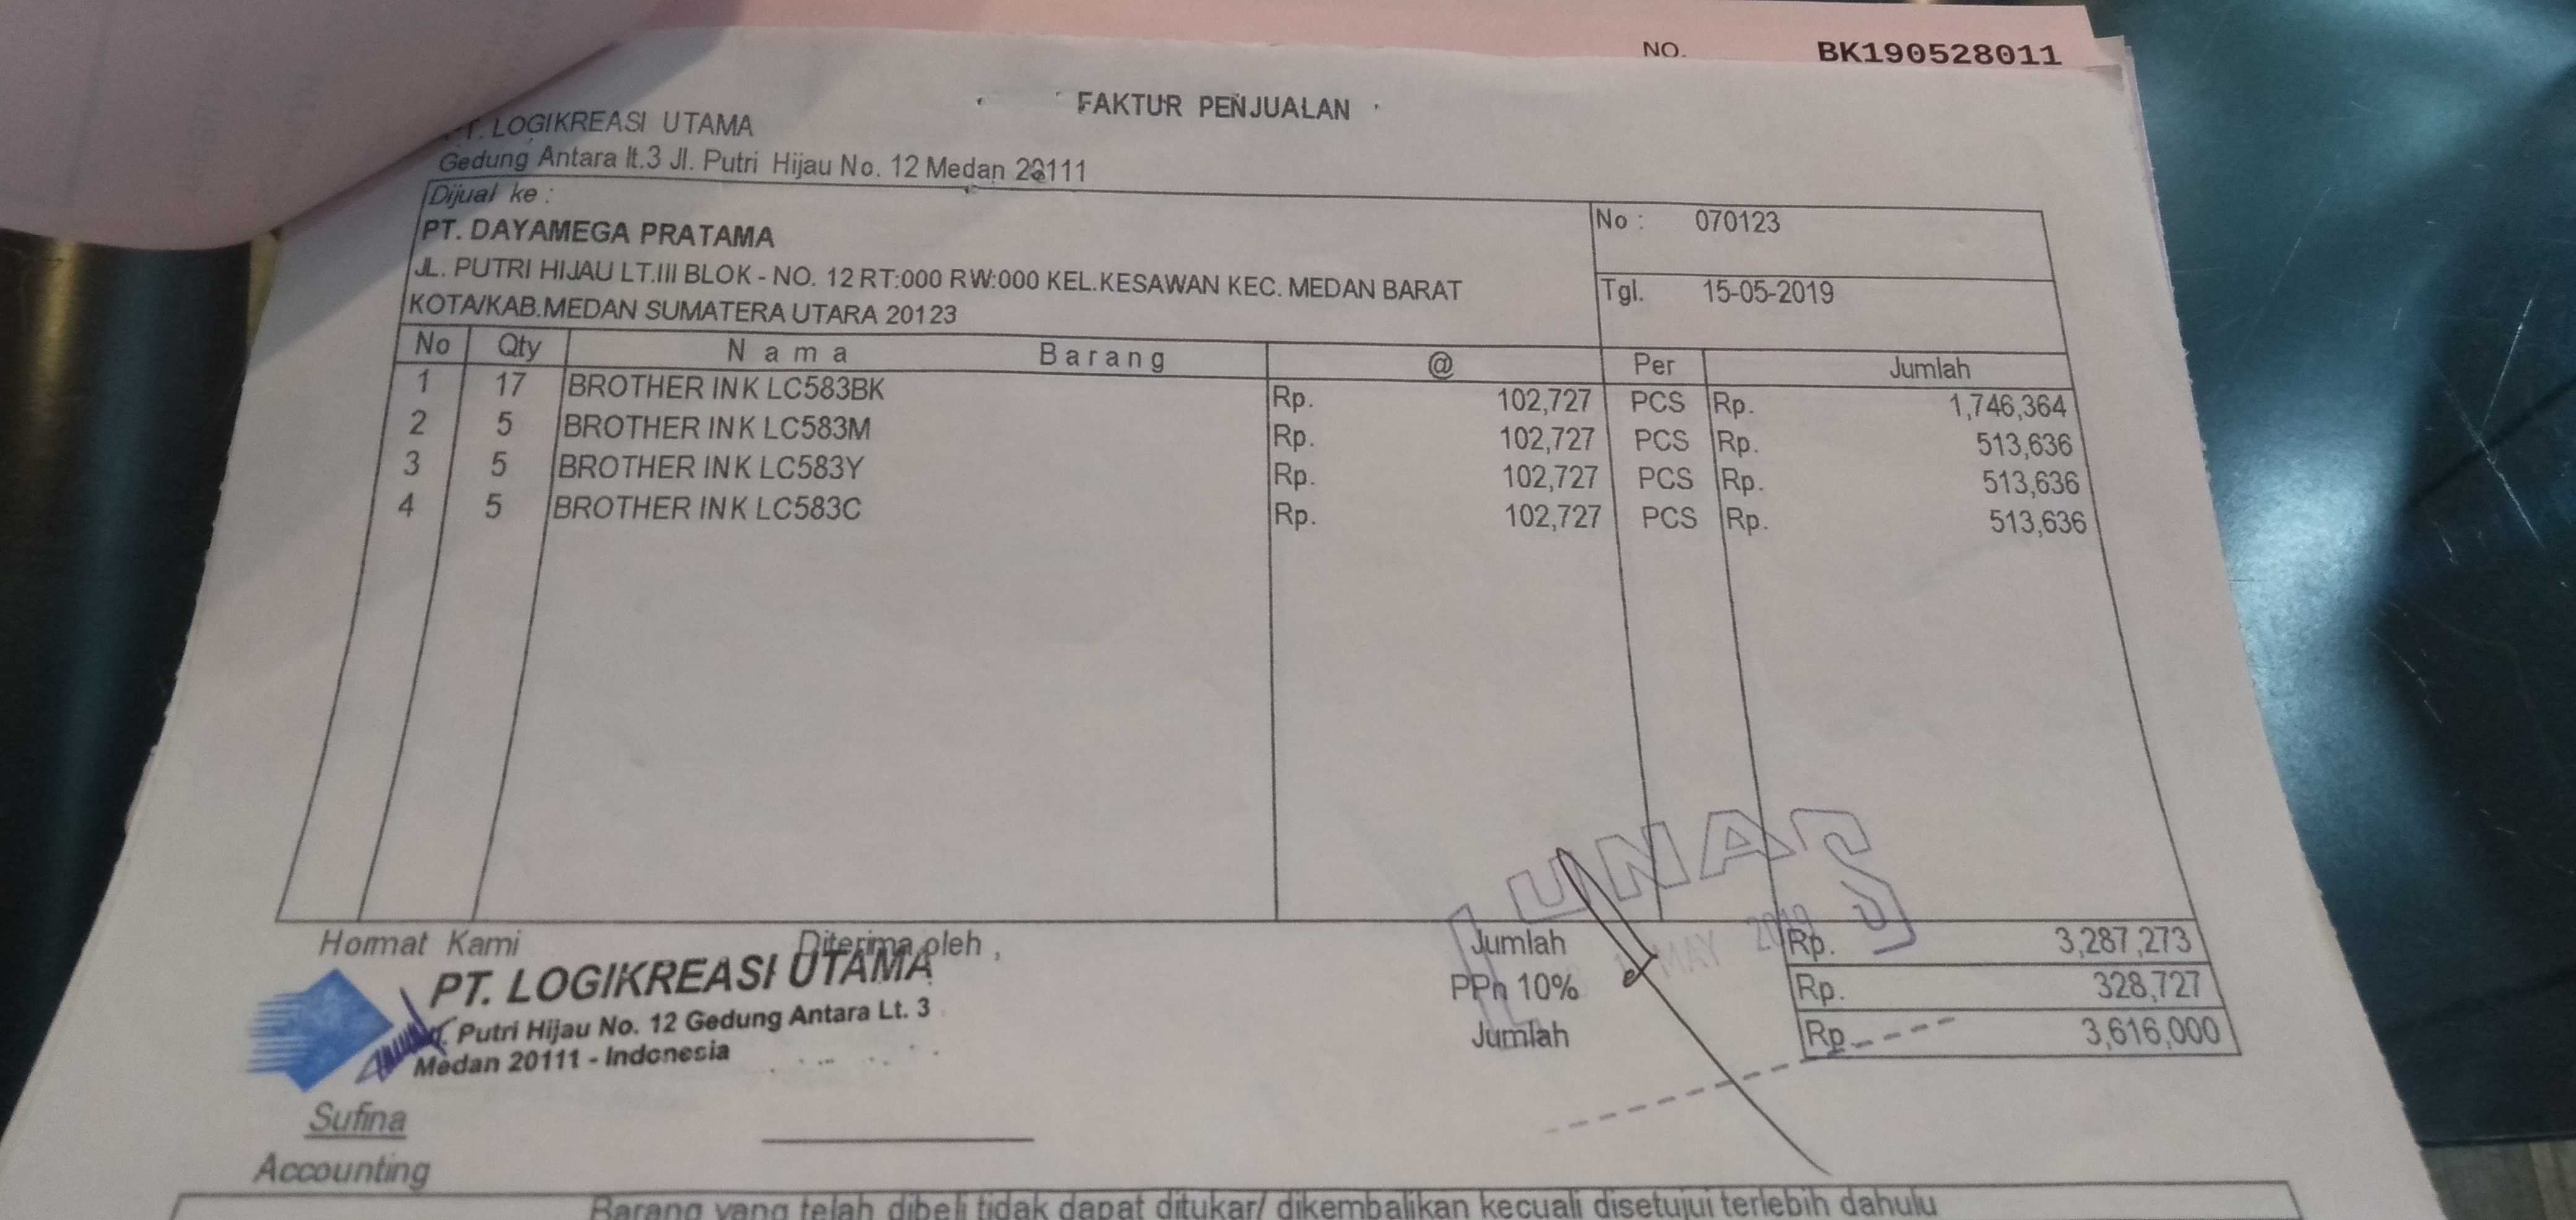 NO. BK190528011
FAKTUR PENJUALAN
PT. LOGIKREASI UTAMA
Gedung Antara lt.3 Jl. Putri Hijau No. 12 Medan 20111
Dijual ke :
PT. DAYAMEGA PRATAMA
JL. PUTRI HIJAU LT.III BLOK - NO. 12 RT:000 RW:000 KEL.KESAWAN KEC. MEDAN BARAT
KOTA/KAB.MEDAN SUMATERA UTARA 20123
No : 070123
Tgl. 15-05-2019
No Qty Nama Barang @ Per Jumlah
1 17 BROTHER INK LC583BK Rp. 102,727 PCS Rp. 1,746,364
2 5 BROTHER INK LC583M Rp. 102,727 PCS Rp. 513,636
3 5 BROTHER INK LC583Y Rp. 102,727 PCS Rp. 513,636
4 5 BROTHER INK LC583C Rp. 102,727 PCS Rp. 513,636
LUNAS
MAY 2019
Hormat Kami Diterima oleh , Jumlah Rp. 3,287,273
PPn 10% Rp. 328,727
Jumlah Rp. 3,616,000
PT. LOGIKREASI UTAMA
Putri Hijau No. 12 Gedung Antara Lt. 3
Medan 20111 - Indonesia
Sufina
Accounting
Barang yang telah dibeli tidak dapat ditukar/ dikembalikan kecuali disetujui terlebih dahulu